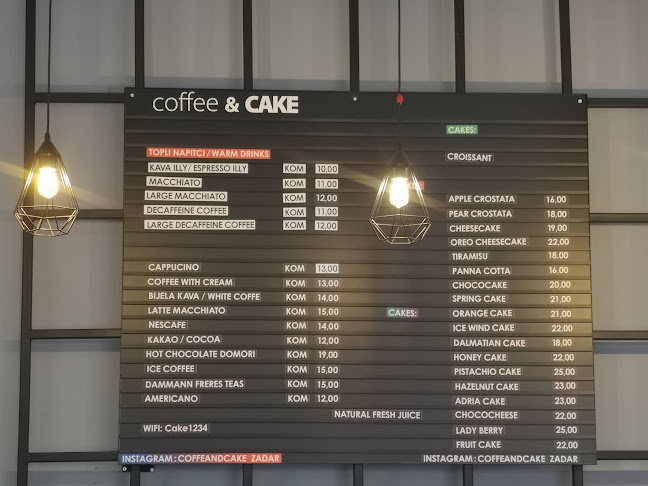 coffee & CAKE
TOPLI NAPITCI / WARM DRINKS
KAVA ILLY / ESPRESSO ILLY KOM 10,00
MACCHIATO KOM 11,00
LARGE MACCHIATO KOM 12,00
DECAFFEINE COFFEE KOM 11,00
LARGE DECAFFEINE COFFEE KOM 12,00
CAPPUCINO KOM 13,00
COFFEE WITH CREAM KOM 13,00
BIJELA KAVA / WHITE COFFE KOM 14,00
LATTE MACCHIATO KOM 15,00
NESCAFE KOM 14,00
KAKAO / COCOA KOM 12,00
HOT CHOCOLATE DOMORI KOM 19,00
ICE COFFEE KOM 15,00
DAMMANN FRERES TEAS KOM 15,00
AMERICANO KOM 12,00
WIFI: Cake1234
INSTAGRAM: COFFEANDCAKE ZADAR
CAKES:
NATURAL FRESH JUICE
CAKES:
CROISSANT
APPLE CROSTATA 16,00
PEAR CROSTATA 18,00
CHEESECAKE 19,00
OREO CHEESECAKE 22,00
TIRAMISU 18,00
PANNA COTTA 16,00
CHOCOCAKE 20,00
SPRING CAKE 21,00
ORANGE CAKE 21,00
ICE WIND CAKE 22,00
DALMATIAN CAKE 18,00
HONEY CAKE 22,00
PISTACHIO CAKE 25,00
HAZELNUT CAKE 23,00
ADRIA CAKE 23,00
CHOCOCHEESE 22,00
LADY BERRY 25,00
FRUIT CAKE 22,00
INSTAGRAM: COFFEANDCAKE ZADAR